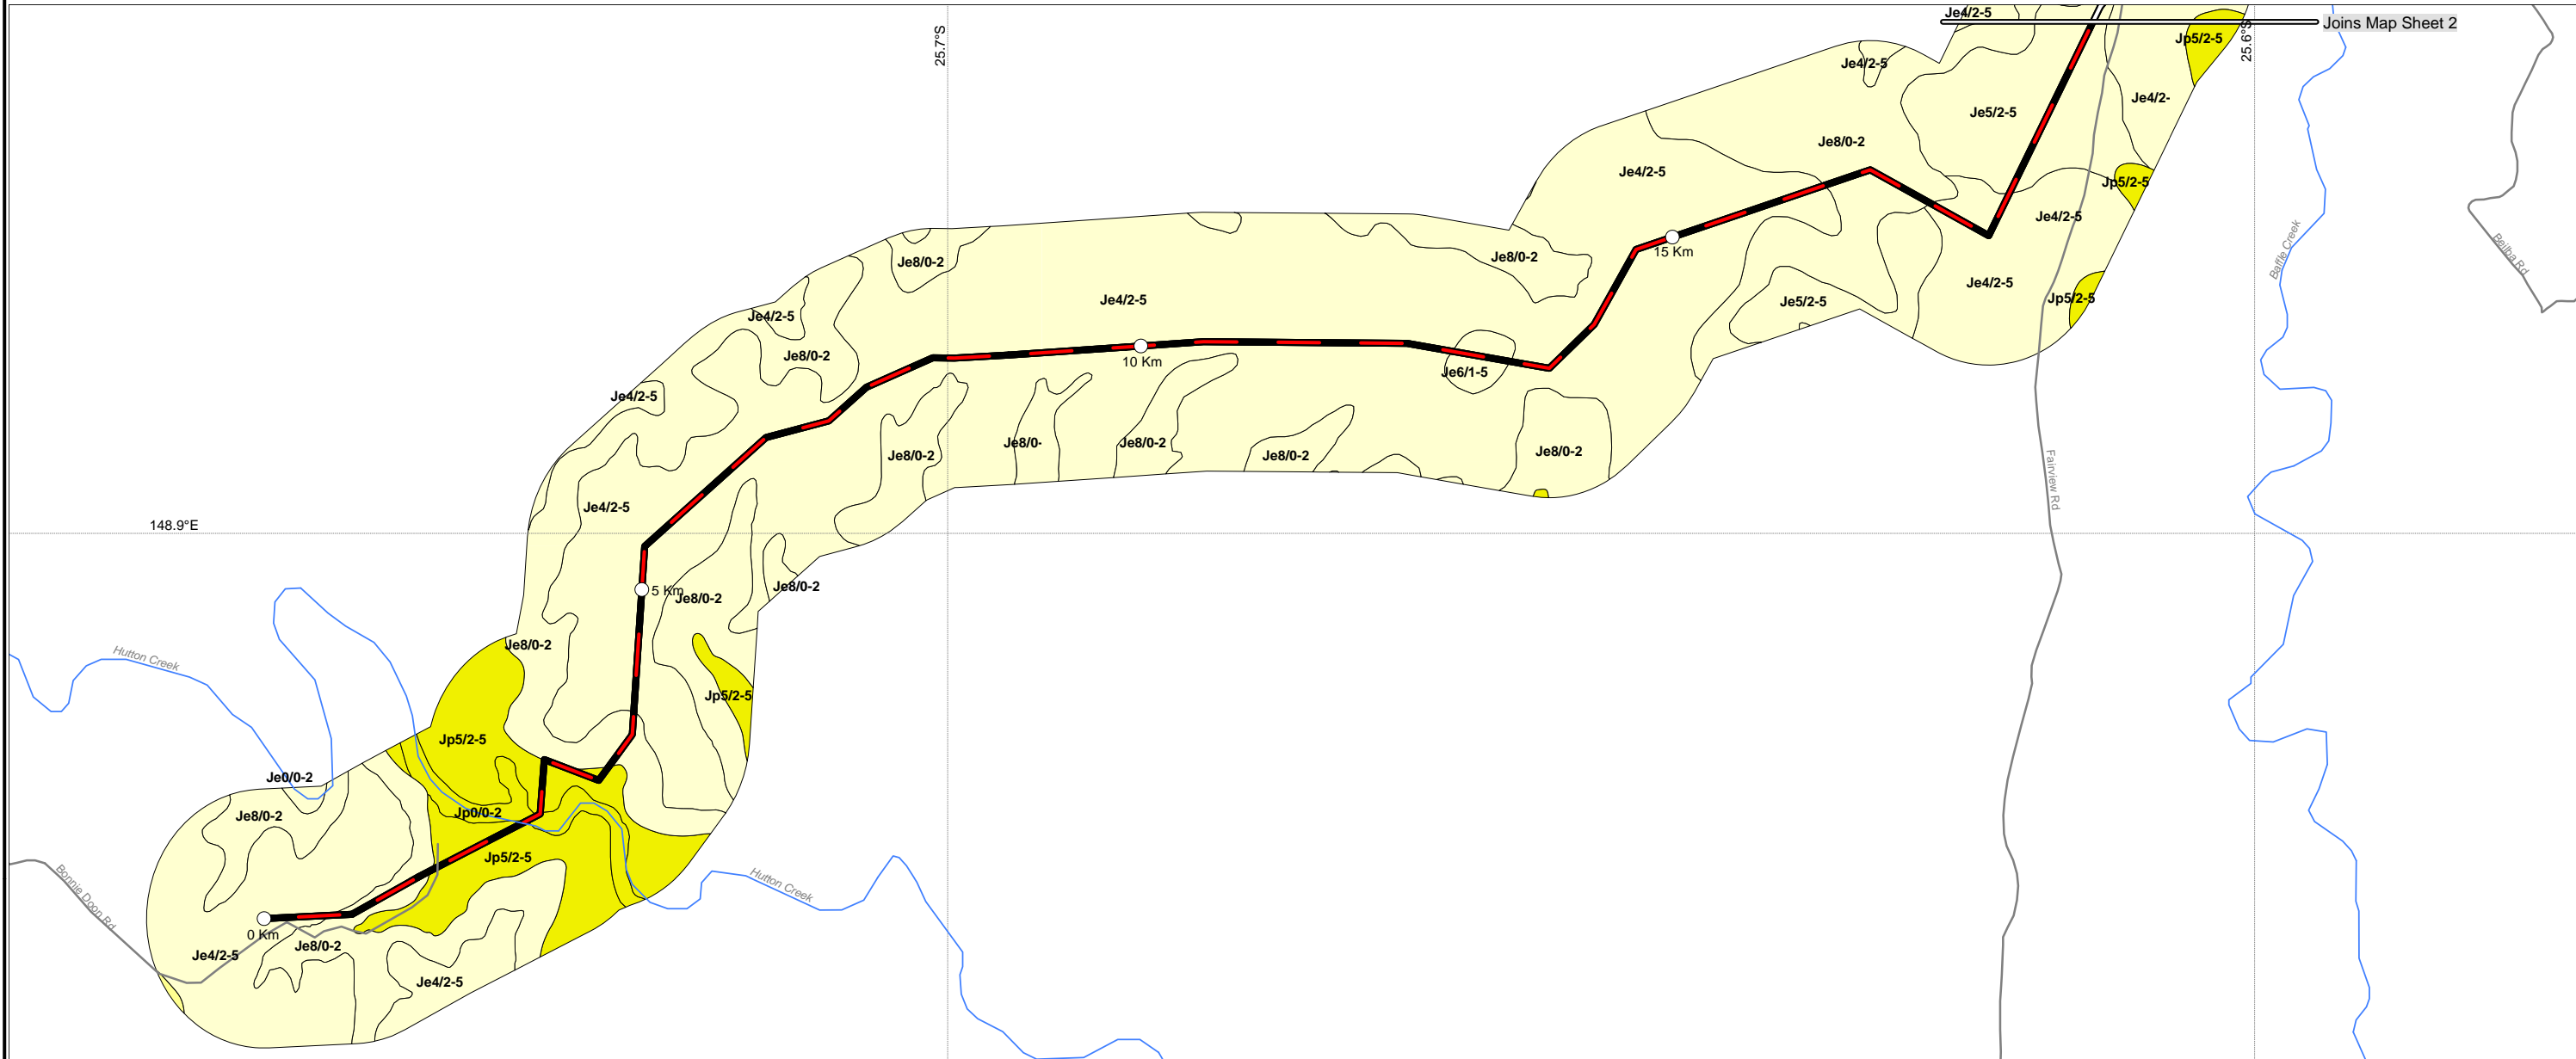 Je4/2-5
Joins Map Sheet 2
25.7°S
25.6°S
Jp5/2-5
Je4/2-5
Je4/2-
Je5/2-5
Je8/0-2
Je4/2-5
Jp5/2-5
Je4/2-5
Baffle Creek
Beilba Rd
Je8/0-2
Je8/0-2
15 Km
Je4/2-5
Je4/2-5
Je5/2-5
Jp5/2-5
Je4/2-5
Je8/0-2
10 Km
Je6/1-5
Je4/2-5
Je8/0-2
Je8/0-
Je8/0-2
Je8/0-2
Je8/0-2
Fairview Rd
Je4/2-5
148.9°E
5 Km
Je8/0-2
Je8/0-2
Je8/0-2
Hutton Creek
Jp5/2-5
Jp5/2-5
Je0/0-2
Je8/0-2
Jp0/0-2
Jp5/2-5
Hutton Creek
Bonnie Doon Rd
0 Km
Je8/0-2
Je4/2-5
Je4/2-5